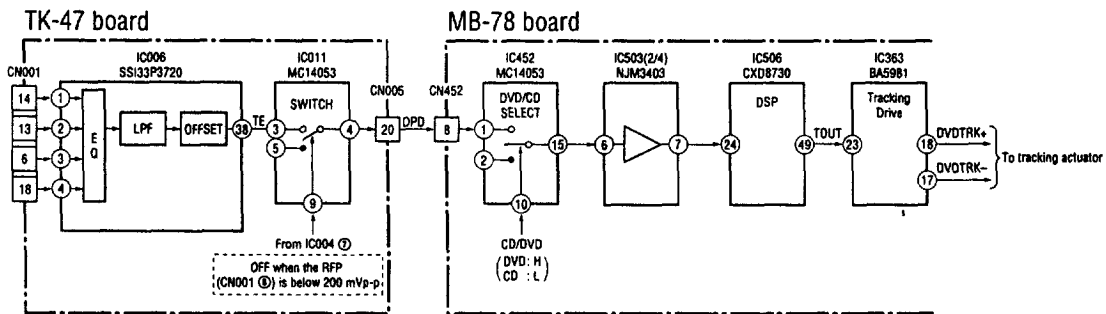 TK-47 board
MB-78 board
IC006
SSI33P3720
IC011
MC14053
IC452
MC14053
IC503(2/4)
NJM3403
IC506
CXD8730
IC363
BA5981
CN001
14
13
6
18
1
2
3
4
EQ
LPF
OFFSET
38
TE
SWITCH
3
5
4
9
CN005
20
DPD
CN452
8
DVD/CD
SELECT
1
2
15
10
6
7
DSP
24
49
TOUT
Tracking
Drive
23
18
17
DVDTRK+
DVDTRK−
To tracking actuator
From IC004 ⑦
OFF when the RFP
(CN001 ⑥) is below 200 mVp-p
CD/DVD
(DVD : H
CD : L)